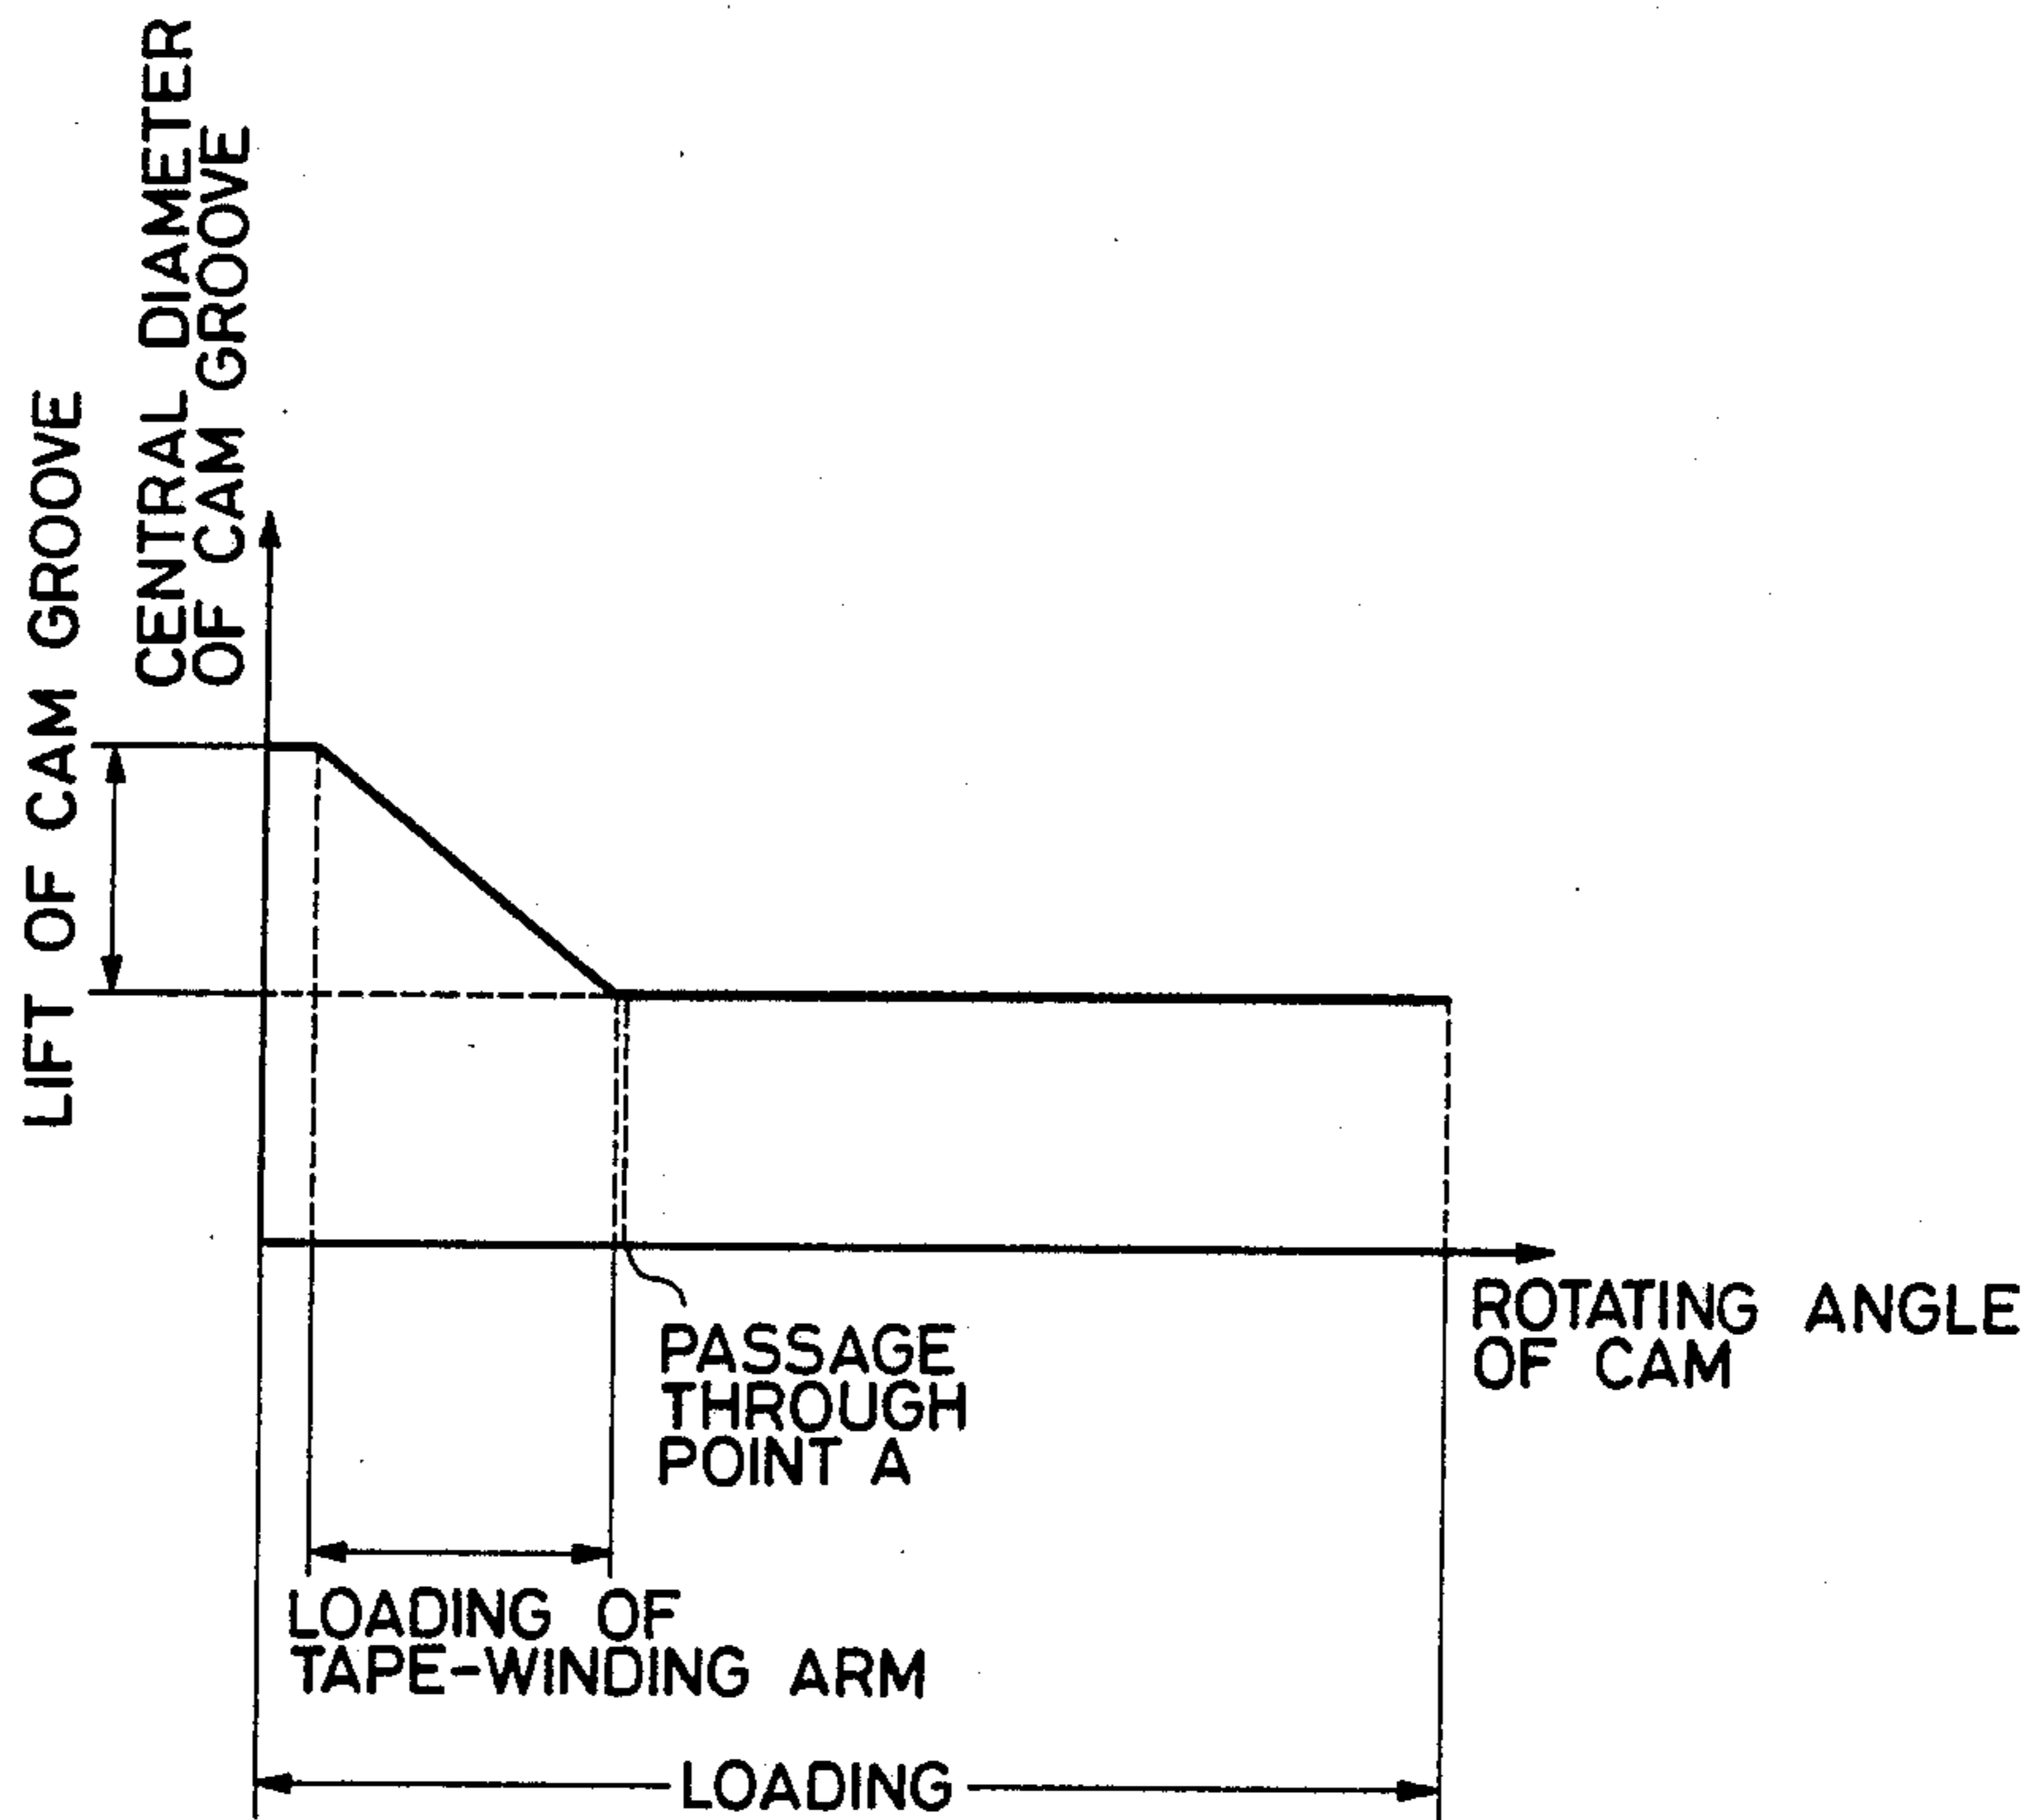 LIFT OF CAM GROOVE
CENTRAL DIAMETER
OF CAM GROOVE
ROTATING ANGLE
OF CAM
PASSAGE
THROUGH
POINT A
LOADING OF
TAPE-WINDING ARM
LOADING